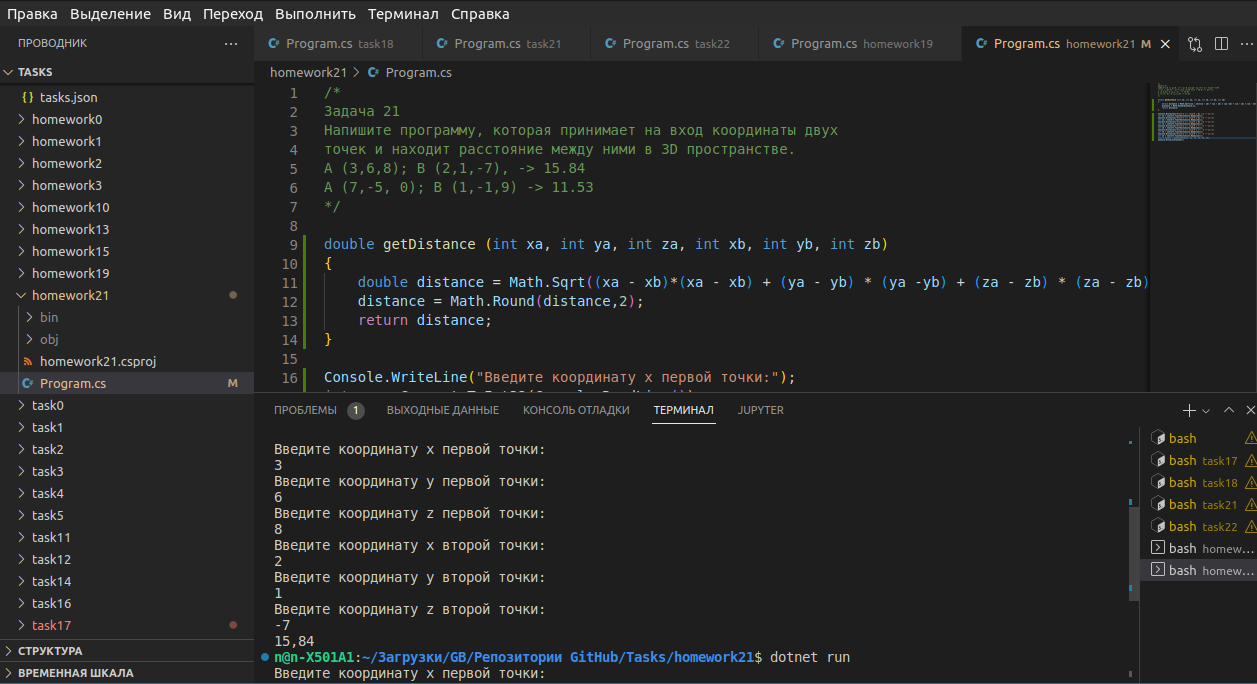 Правка Выделение Вид Переход Выполнить Терминал Справка
ПРОВОДНИК ···
Program.cs task18
Program.cs task21
Program.cs task22
Program.cs homework19
Program.cs homework21 M
TASKS
{} tasks.json
homework0
homework1
homework2
homework3
homework10
homework13
homework15
homework19
homework21
bin
obj
homework21.csproj
Program.cs M
task0
task1
task2
task3
task4
task5
task11
task12
task14
task16
task17
СТРУКТУРА
ВРЕМЕННАЯ ШКАЛА
homework21 > Program.cs
1 /*
2 Задача 21
3 Напишите программу, которая принимает на вход координаты двух
4 точек и находит расстояние между ними в 3D пространстве.
5 A (3,6,8); B (2,1,-7), -> 15.84
6 A (7,-5, 0); B (1,-1,9) -> 11.53
7 */
8
9 double getDistance (int xa, int ya, int za, int xb, int yb, int zb)
10 {
11 double distance = Math.Sqrt((xa - xb)*(xa - xb) + (ya - yb) * (ya -yb) + (za - zb) * (za - zb)
12 distance = Math.Round(distance,2);
13 return distance;
14 }
15
16 Console.WriteLine("Введите координату x первой точки:");
ПРОБЛЕМЫ 1 ВЫХОДНЫЕ ДАННЫЕ КОНСОЛЬ ОТЛАДКИ ТЕРМИНАЛ JUPYTER
Введите координату x первой точки:
3
Введите координату y первой точки:
6
Введите координату z первой точки:
8
Введите координату x второй точки:
2
Введите координату y второй точки:
1
Введите координату z второй точки:
-7
15,84
n@n-X501A1:~/Загрузки/GB/Репозитории GitHub/Tasks/homework21$ dotnet run
Введите координату x первой точки:
bash
bash task17
bash task18
bash task21
bash task22
bash homew...
bash homew...